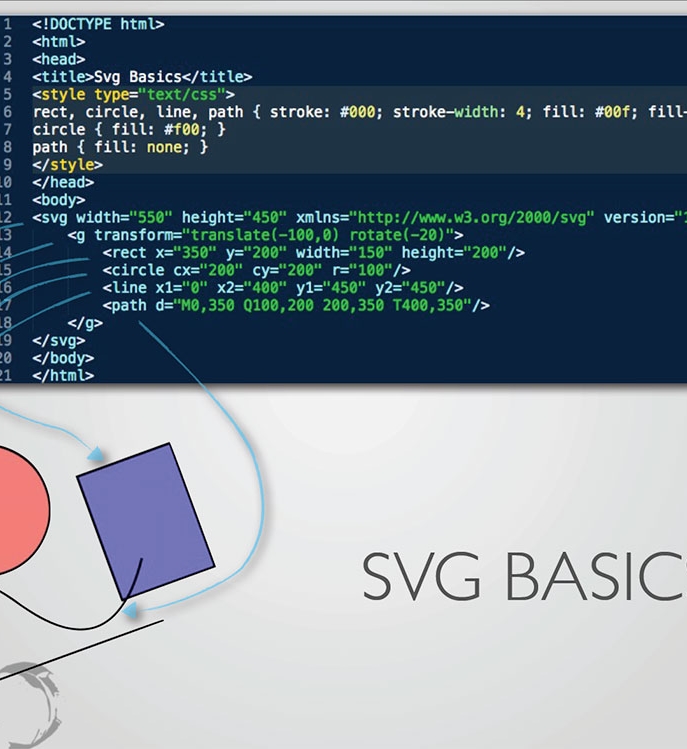 1 <!DOCTYPE html>
2 <html>
3 <head>
4 <title>Svg Basics</title>
5 <style type="text/css">
6 rect, circle, line, path { stroke: #000; stroke-width: 4; fill: #00f; fill-
7 circle { fill: #f00; }
8 path { fill: none; }
9 </style>
10 </head>
11 <body>
12 <svg width="550" height="450" xmlns="http://www.w3.org/2000/svg" version="1
13 <g transform="translate(-100,0) rotate(-20)">
14 <rect x="350" y="200" width="150" height="200"/>
15 <circle cx="200" cy="200" r="100"/>
16 <line x1="0" x2="400" y1="450" y2="450"/>
17 <path d="M0,350 Q100,200 200,350 T400,350"/>
18 </g>
19 </svg>
20 </body>
21 </html>
SVG BASICS